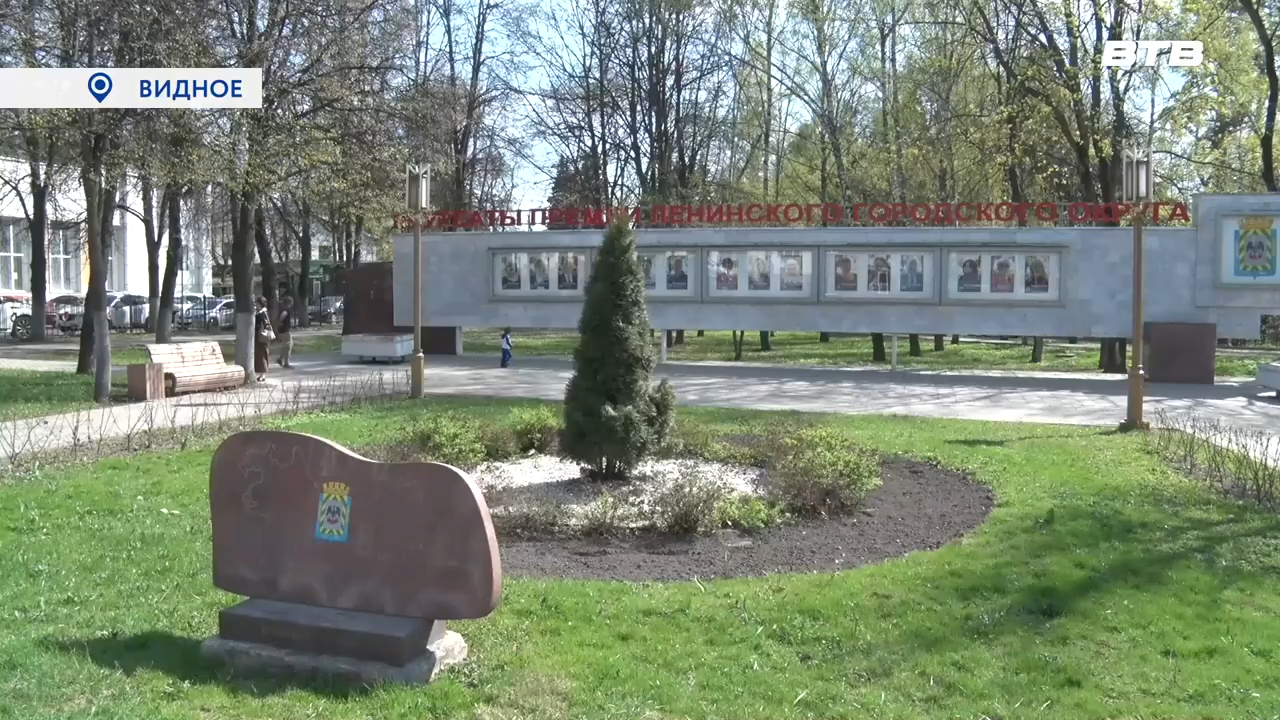 ВТВ
ВИДНОЕ
ЛАУРЕАТЫ ПРЕМИИ ЛЕНИНСКОГО ГОРОДСКОГО ОКРУГА